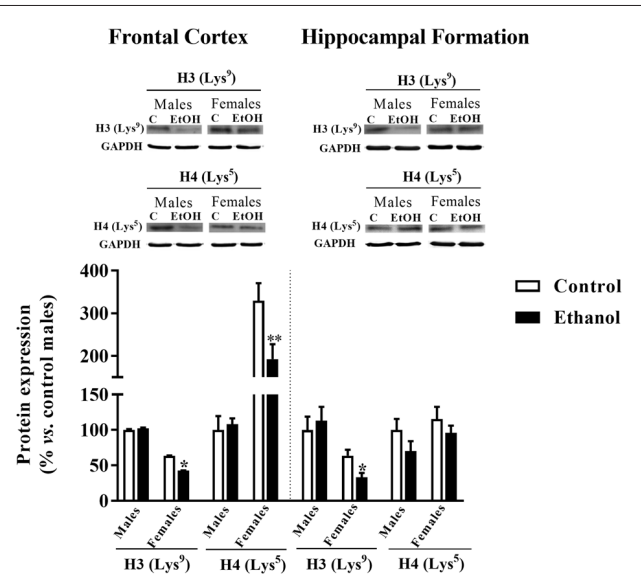 Frontal Cortex Hippocampal Formation
H3 (Lys⁹) H3 (Lys⁹)
Males Females Males Females
C EtOH C EtOH C EtOH C EtOH
H3 (Lys⁹) H3 (Lys⁹)
GAPDH GAPDH
H4 (Lys⁵) H4 (Lys⁵)
Males Females Males Females
C EtOH C EtOH C EtOH C EtOH
H4 (Lys⁵) H4 (Lys⁵)
GAPDH GAPDH
Protein expression
(% vs. control males)
400
300
200
150
100
50
0
**
*
*
Control
Ethanol
Males Females Males Females Males Females Males Females
H3 (Lys⁹) H4 (Lys⁵) H3 (Lys⁹) H4 (Lys⁵)